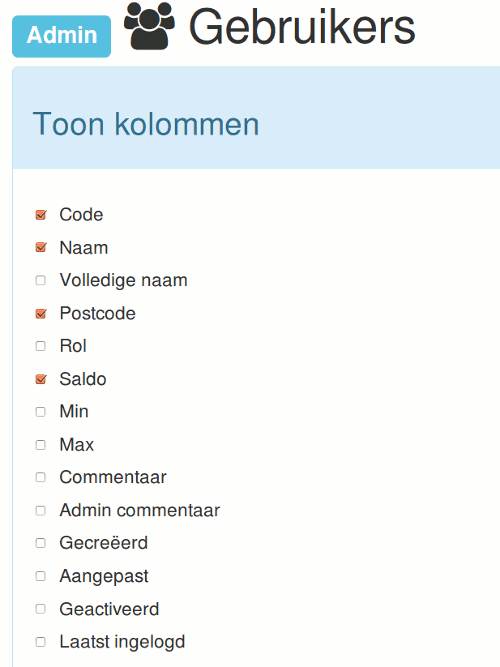 Admin Gebruikers
Toon kolommen
Code
Naam
Volledige naam
Postcode
Rol
Saldo
Min
Max
Commentaar
Admin commentaar
Gecreëerd
Aangepast
Geactiveerd
Laatst ingelogd